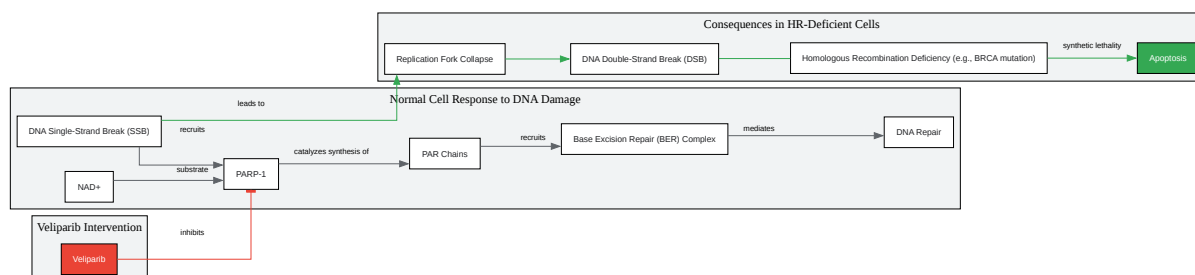 Consequences in HR-Deficient Cells
Replication Fork Collapse
DNA Double-Strand Break (DSB)
Homologous Recombination Deficiency (e.g., BRCA mutation)
synthetic lethality
Apoptosis
Normal Cell Response to DNA Damage
leads to
DNA Single-Strand Break (SSB)
recruits
NAD+
substrate
PARP-1
catalyzes synthesis of
PAR Chains
recruits
Base Excision Repair (BER) Complex
mediates
DNA Repair
Veliparib Intervention
Veliparib
inhibits